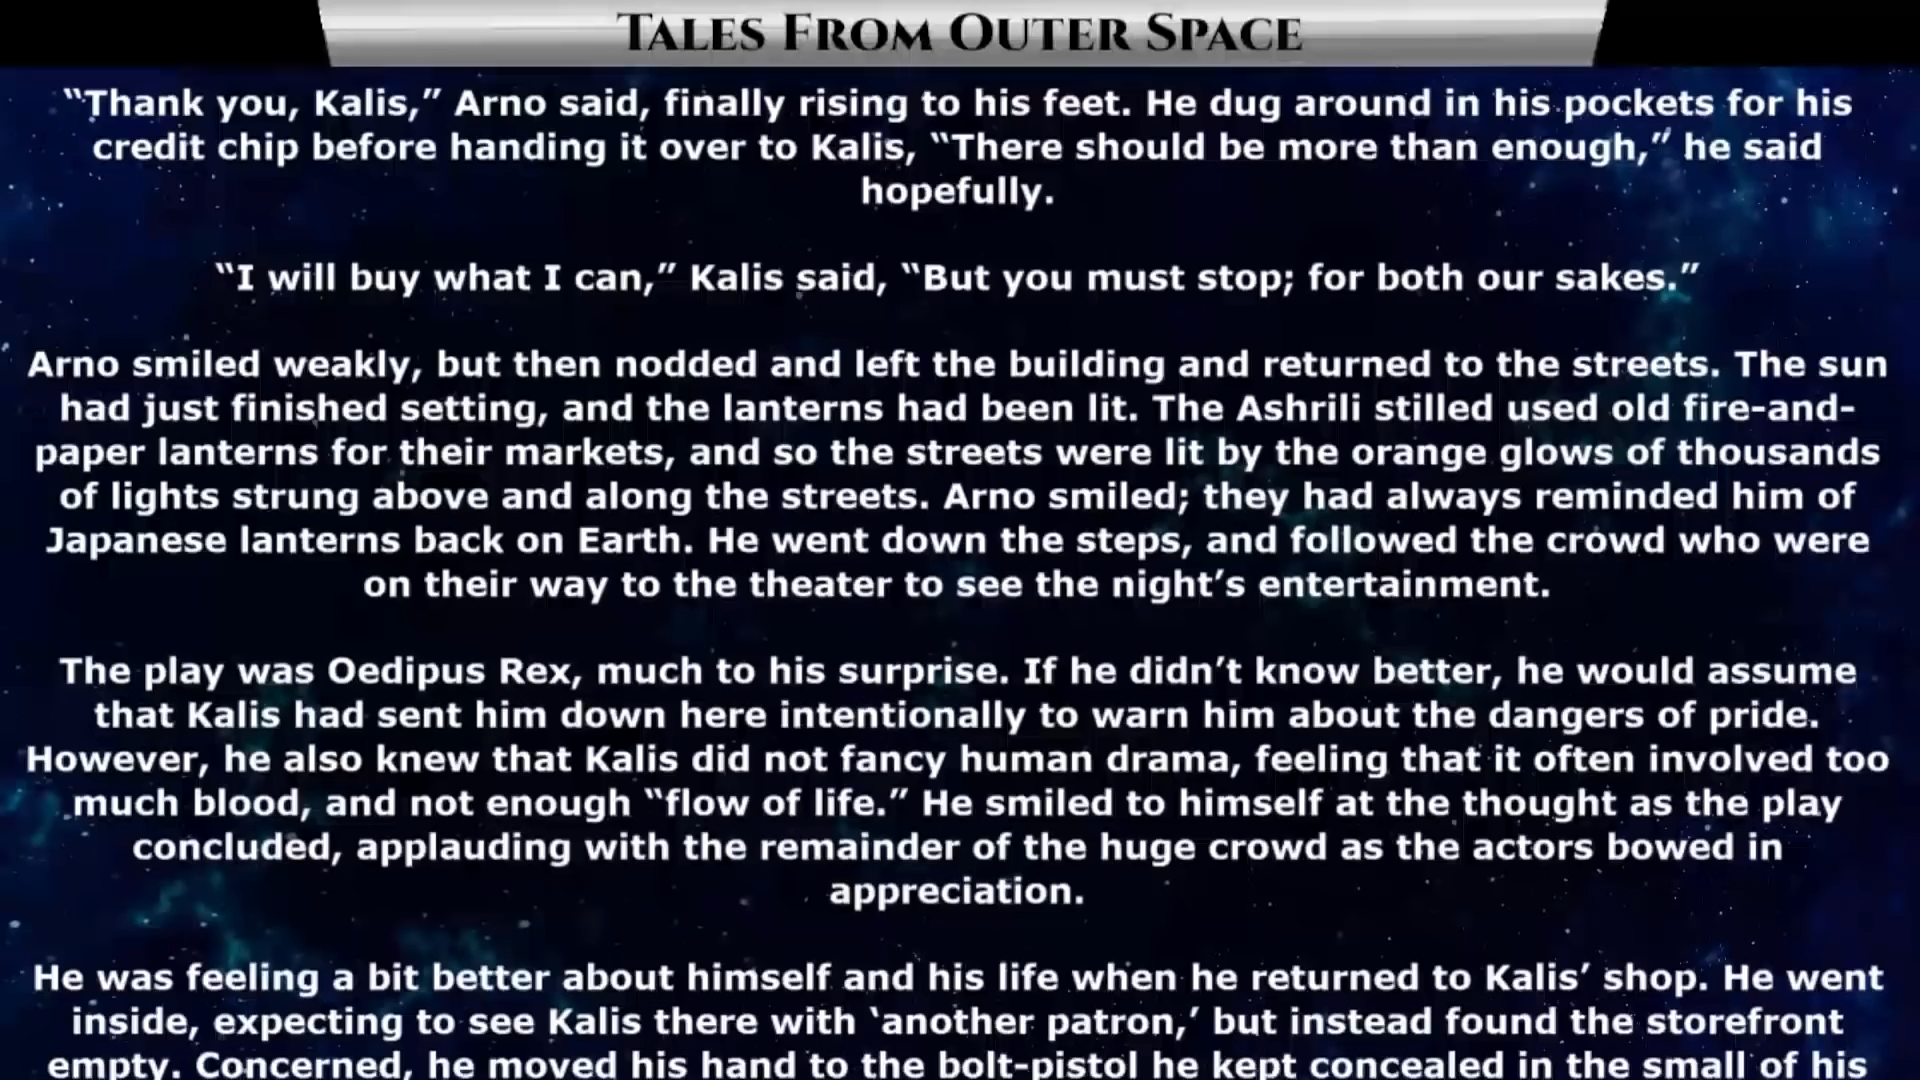 Tales From Outer Space
“Thank you, Kalis,” Arno said, finally rising to his feet. He dug around in his pockets for his
credit chip before handing it over to Kalis, “There should be more than enough,” he said
hopefully.
“I will buy what I can,” Kalis said, “But you must stop; for both our sakes.”
Arno smiled weakly, but then nodded and left the building and returned to the streets. The sun
had just finished setting, and the lanterns had been lit. The Ashrili stilled used old fire-and-
paper lanterns for their markets, and so the streets were lit by the orange glows of thousands
of lights strung above and along the streets. Arno smiled; they had always reminded him of
Japanese lanterns back on Earth. He went down the steps, and followed the crowd who were
on their way to the theater to see the night’s entertainment.
The play was Oedipus Rex, much to his surprise. If he didn’t know better, he would assume
that Kalis had sent him down here intentionally to warn him about the dangers of pride.
However, he also knew that Kalis did not fancy human drama, feeling that it often involved too
much blood, and not enough “flow of life.” He smiled to himself at the thought as the play
concluded, applauding with the remainder of the huge crowd as the actors bowed in
appreciation.
He was feeling a bit better about himself and his life when he returned to Kalis’ shop. He went
inside, expecting to see Kalis there with ‘another patron,’ but instead found the storefront
empty. Concerned, he moved his hand to the bolt-pistol he kept concealed in the small of his